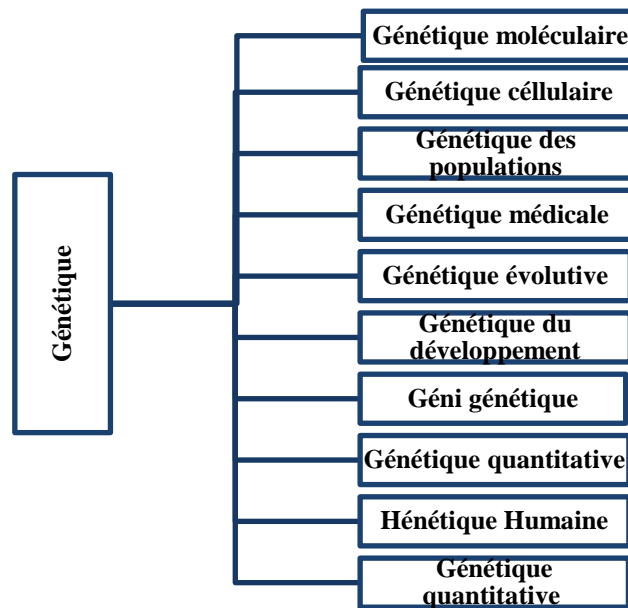 Génétique
Génétique moléculaire
Génétique céllulaire
Génétique des
populations
Génétique médicale
Génétique évolutive
Génétique du
développement
Géni génétique
Génétique quantitative
Hénétique Humaine
Génétique
quantitative